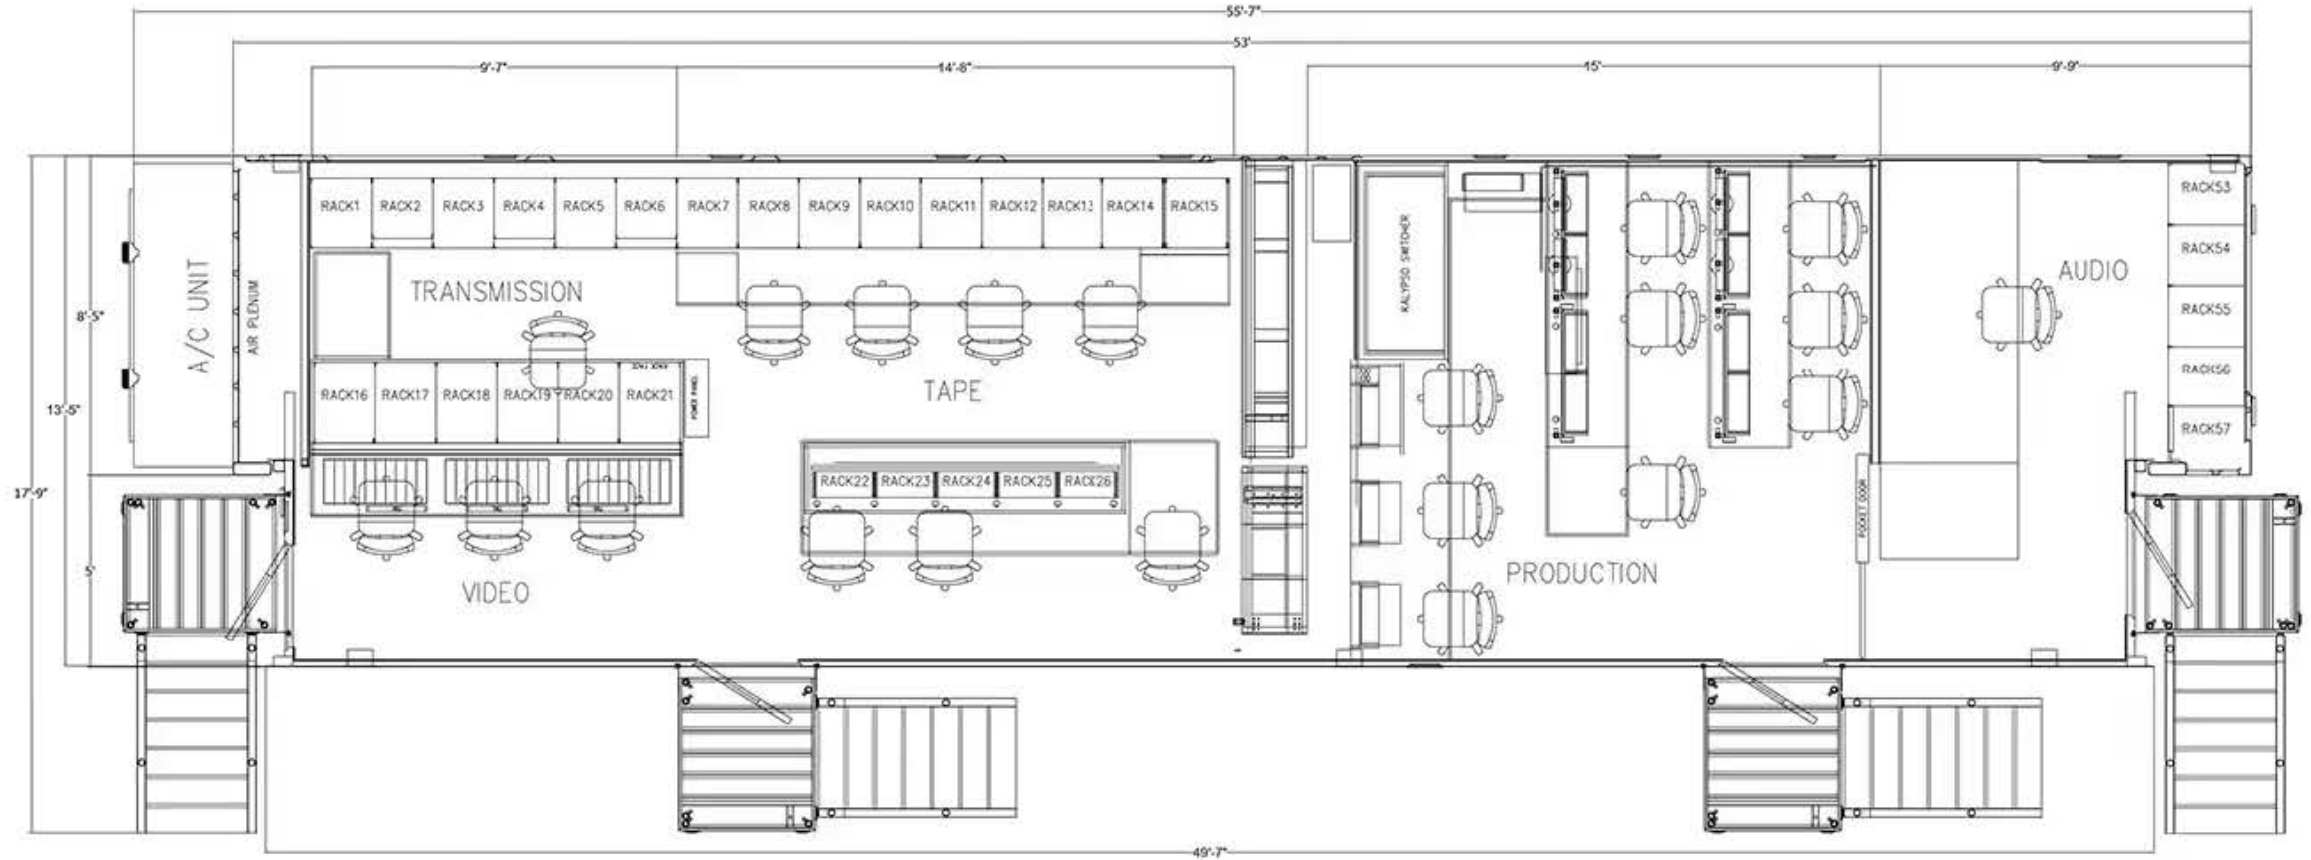 55'-7"
53'
9'-7"
14'-8"
15'
9'-9"
RACK1 RACK2 RACK3 RACK4 RACK5 RACK6 RACK7 RACK8 RACK9 RACK10 RACK11 RACK12 RACK13 RACK14 RACK15
RACK53
RACK54
RACK55
RACK56
RACK57
A/C UNIT
AIR PLENUM
TRANSMISSION
KALYPSO SWITCHER
AUDIO
8'-5"
13'-5"
17'-9"
5'
RACK16 RACK17 RACK18 RACK19 RACK20 RACK21
POWER PANEL
TAPE
RACK22 RACK23 RACK24 RACK25 RACK26
POCKET DOOR
VIDEO
PRODUCTION
49'-7"